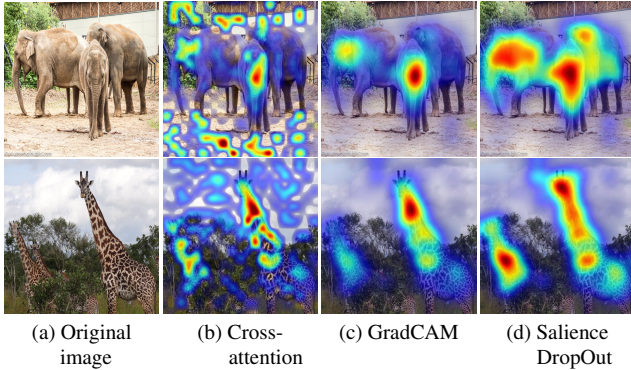 (a) Original
image
(b) Cross-
attention
(c) GradCAM
(d) Salience
DropOut